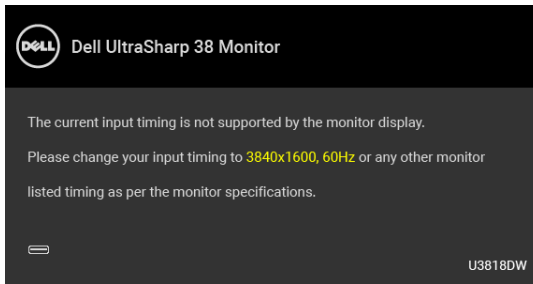 DELL Dell UltraSharp 38 Monitor
The current input timing is not supported by the monitor display.
Please change your input timing to 3840x1600, 60Hz or any other monitor
listed timing as per the monitor specifications.
U3818DW